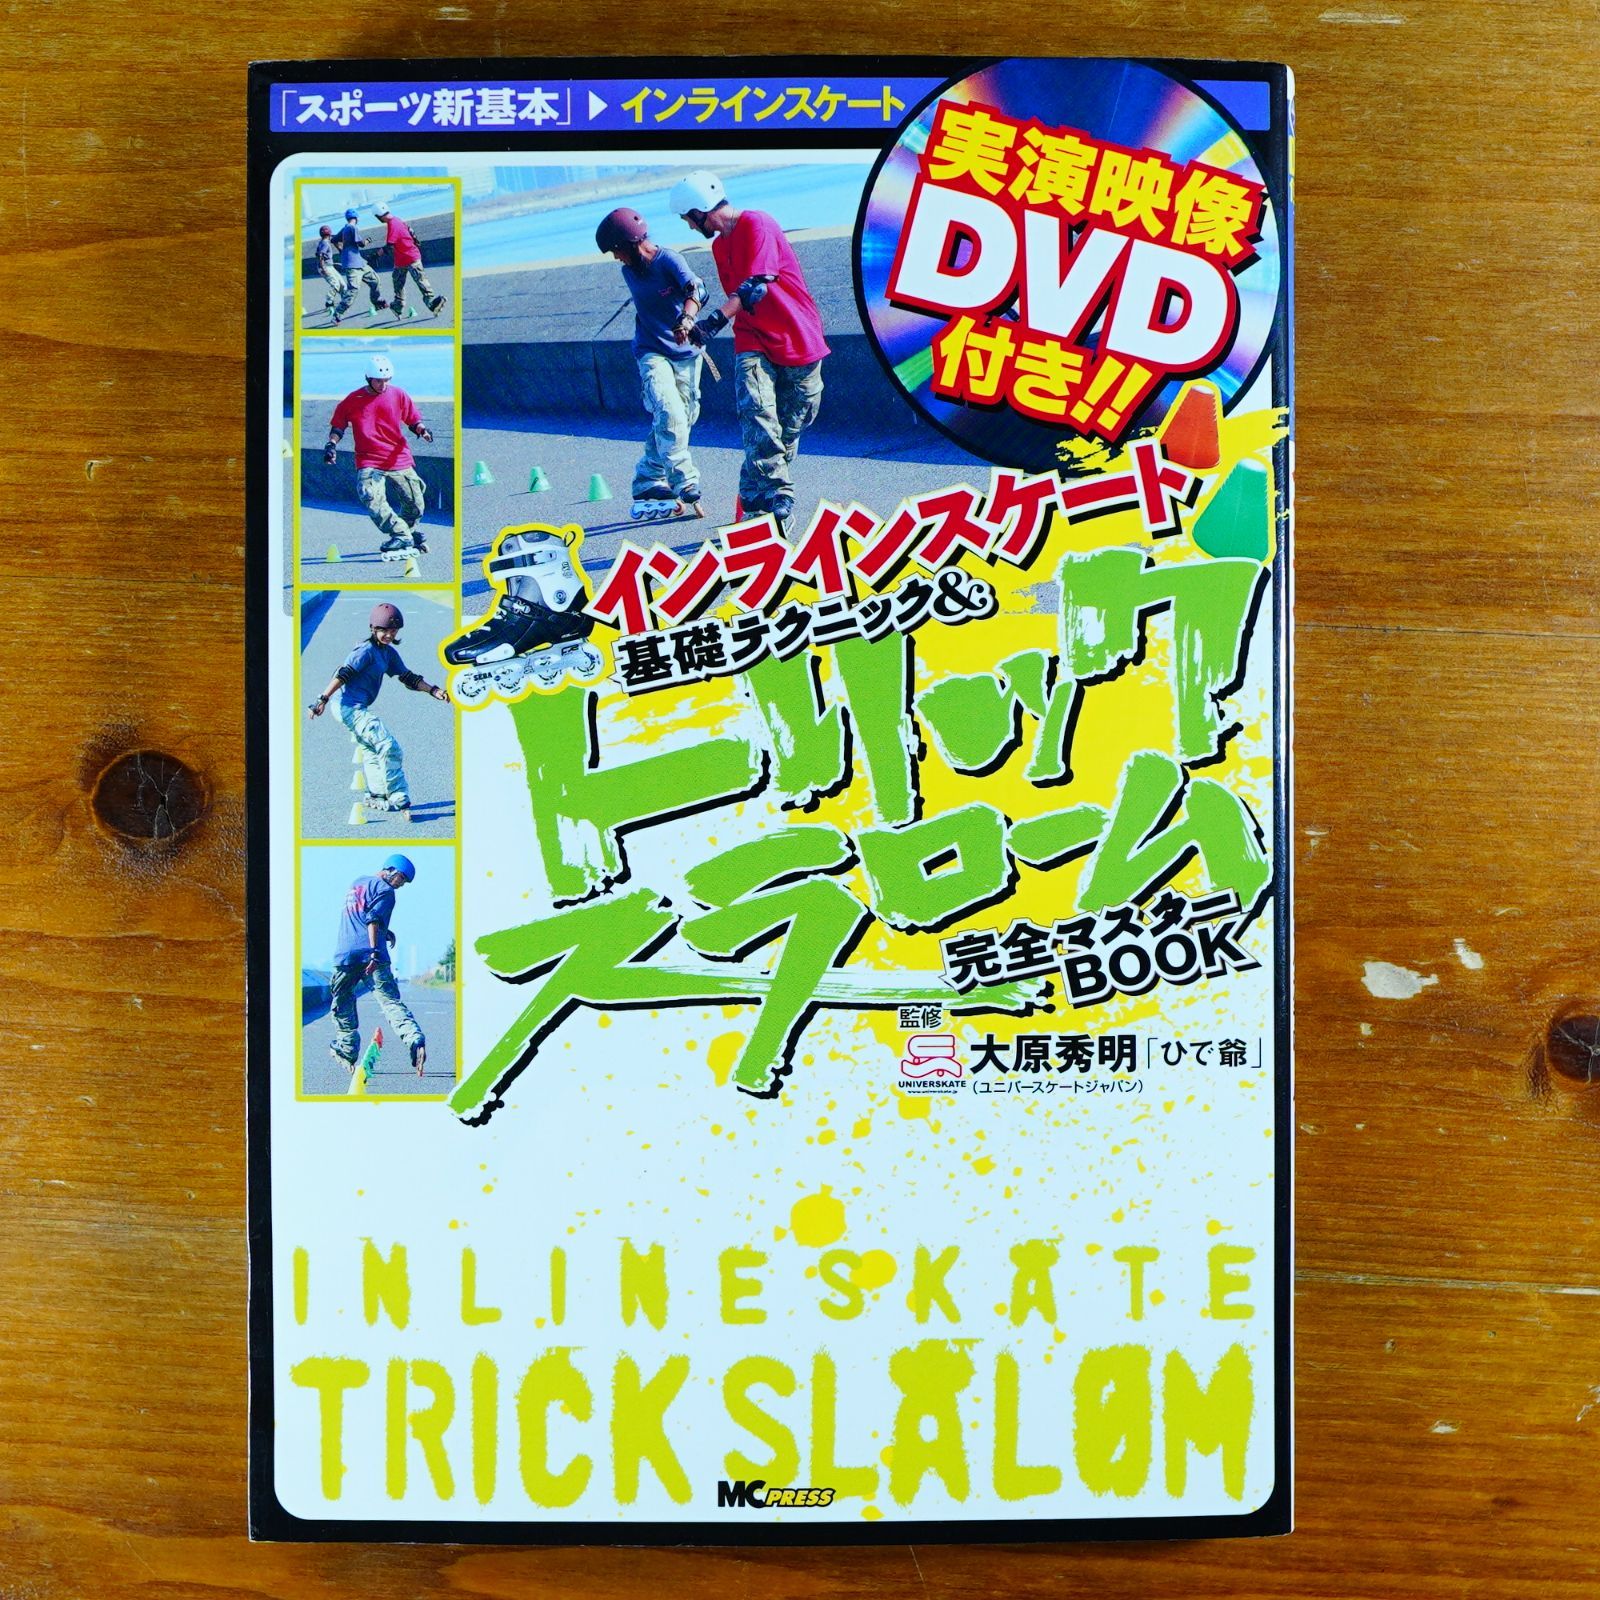 「スポーツ新基本」▶インラインスケート
実演映像
DVD
付き!!
インラインスケート
基礎テクニック&
トリック
スラローム
完全マスター
BOOK
監修
大原秀明「ひで爺」
UNIVERSKATE
(ユニバースケートジャパン)
SEBA
INLINESKATE
TRICKSLALOM
MC PRESS